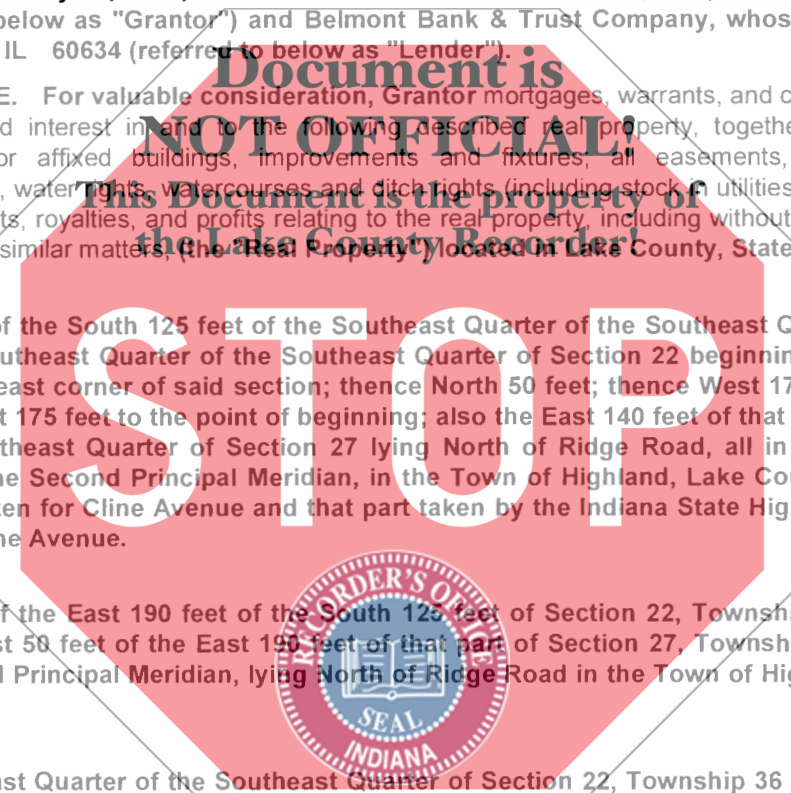 below as "Grantor") and Belmont Bank & Trust Company, whos
IL 60634 (referred to below as "Lender").
Document is
E. For valuable consideration, Grantor mortgages, warrants, and c
NOT OFFICIAL!
d interest in and to the following described real property, togethe
or affixed buildings, improvements and fixtures; all easements,
This Document is the property of
, water rights, watercourses and ditch rights (including stock in utilities
ts, royalties, and profits relating to the real property, including without
the Lake County Recorder!
similar matters, (the "Real Property") located in Lake County, State
STOP
of the South 125 feet of the Southeast Quarter of the Southeast Q
utheast Quarter of the Southeast Quarter of Section 22 beginnin
east corner of said section; thence North 50 feet; thence West 17
t 175 feet to the point of beginning; also the East 140 feet of that
theast Quarter of Section 27 lying North of Ridge Road, all in
he Second Principal Meridian, in the Town of Highland, Lake Cou
ken for Cline Avenue and that part taken by the Indiana State Hig
ne Avenue.
RECORDER'S OFFICE
of the East 190 feet of the South 125 feet of Section 22, Townshi
st 50 feet of the East 190 feet of that part of Section 27, Townsh
l Principal Meridian, lying North of Ridge Road in the Town of Hig
SEAL
INDIANA
ast Quarter of the Southeast Quarter of Section 22, Township 36